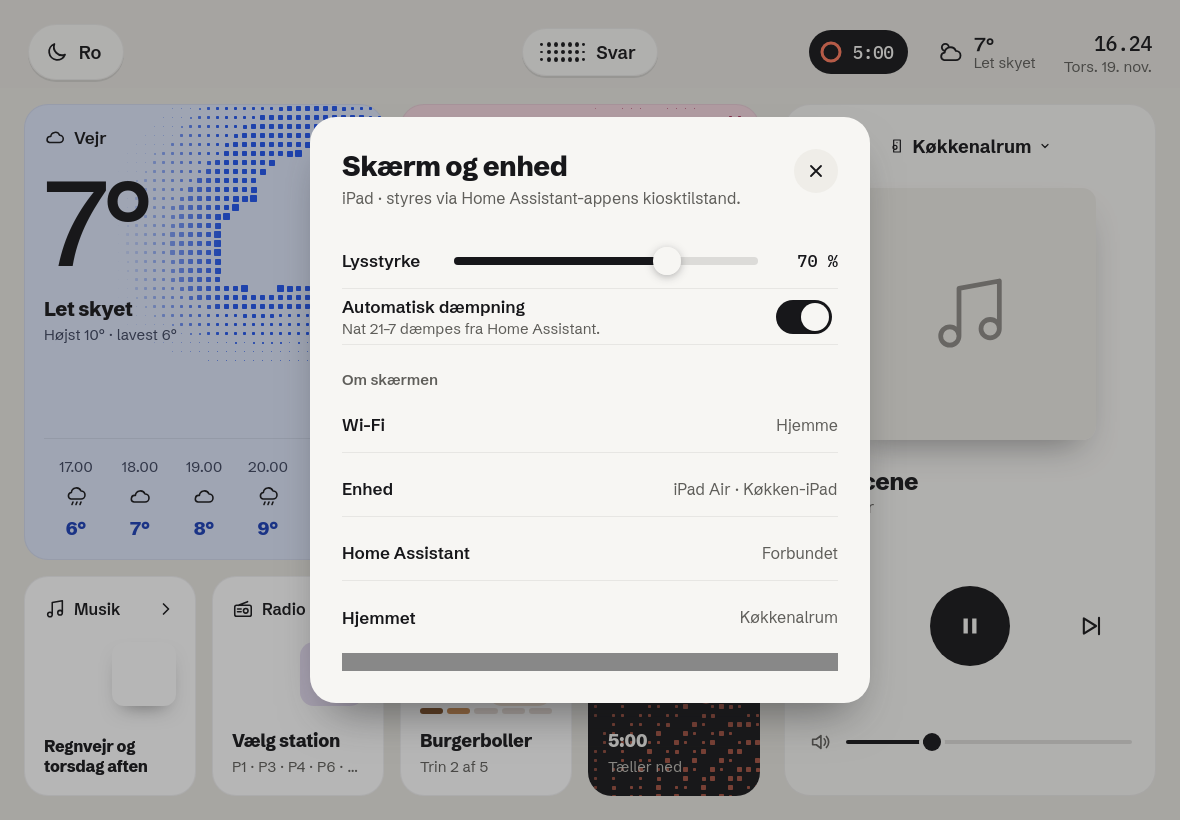 Ro
Svar
5:00
7°
Let skyet
16.24
Tors. 19. nov.
Vejr
7°
Let skyet
Højst 10° · lavest 6°
17.00 18.00 19.00 20.00
6° 7° 8° 9°
Skærm og enhed
iPad · styres via Home Assistant-appens kiosktilstand.
Lysstyrke 70 %
Automatisk dæmpning
Nat 21-7 dæmpes fra Home Assistant.
Om skærmen
Wi-Fi Hjemme
Enhed iPad Air · Køkken-iPad
Home Assistant Forbundet
Hjemmet Køkkenalrum
Køkkenalrum
Musik
Regnvejr og
torsdag aften
Radio
Vælg station
P1 · P3 · P4 · P6 · ...
Burgerboller
Trin 2 af 5
5:00
Tæller ned